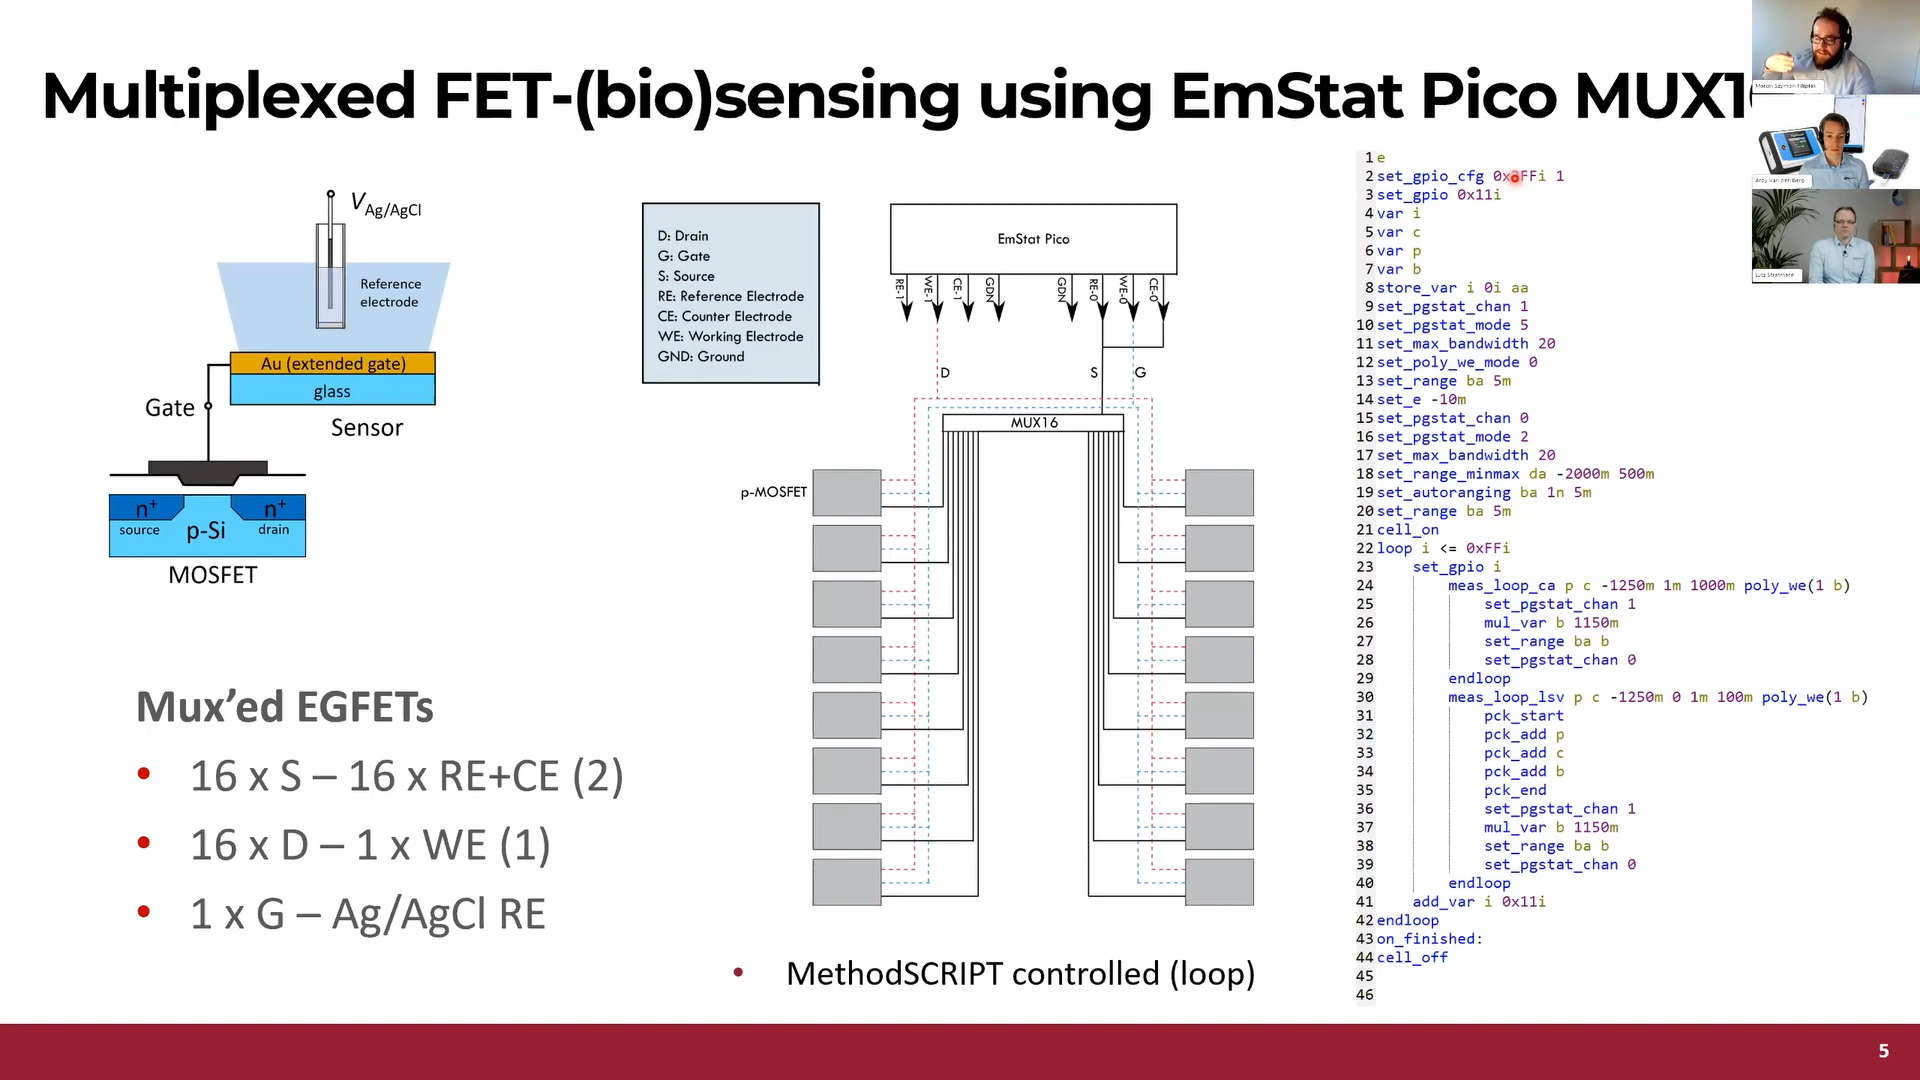 Multiplexed FET-(bio)sensing using EmStat Pico MUX1
V Ag/AgCl
Reference
electrode
Au (extended gate)
glass
Gate
Sensor
n+
n+
source
p-Si
drain
MOSFET
Mux'ed EGFETs
• 16 x S – 16 x RE+CE (2)
• 16 x D – 1 x WE (1)
• 1 x G – Ag/AgCl RE
D: Drain
G: Gate
S: Source
RE: Reference Electrode
CE: Counter Electrode
WE: Working Electrode
GND: Ground
EmStat Pico
RE-1
WE-1
CE-1
GDN
GDN
RE-0
WE-0
CE-0
D
S
G
MUX16
p-MOSFET
• MethodSCRIPT controlled (loop)
1 e
2 set_gpio_cfg 0x3FFi 1
3 set_gpio 0x11i
4 var i
5 var c
6 var p
7 var b
8 store_var i 0i aa
9 set_pgstat_chan 1
10 set_pgstat_mode 5
11 set_max_bandwidth 20
12 set_poly_we_mode 0
13 set_range ba 5m
14 set_e -10m
15 set_pgstat_chan 0
16 set_pgstat_mode 2
17 set_max_bandwidth 20
18 set_range_minmax da -2000m 500m
19 set_autoranging ba 1n 5m
20 set_range ba 5m
21 cell_on
22 loop i <= 0xFFi
23 set_gpio i
24 meas_loop_ca p c -1250m 1m 1000m poly_we(1 b)
25 set_pgstat_chan 1
26 mul_var b 1150m
27 set_range ba b
28 set_pgstat_chan 0
29 endloop
30 meas_loop_lsv p c -1250m 0 1m 100m poly_we(1 b)
31 pck_start
32 pck_add p
33 pck_add c
34 pck_add b
35 pck_end
36 set_pgstat_chan 1
37 mul_var b 1150m
38 set_range ba b
39 set_pgstat_chan 0
40 endloop
41 add_var i 0x11i
42 endloop
43 on_finished:
44 cell_off
45
46
5